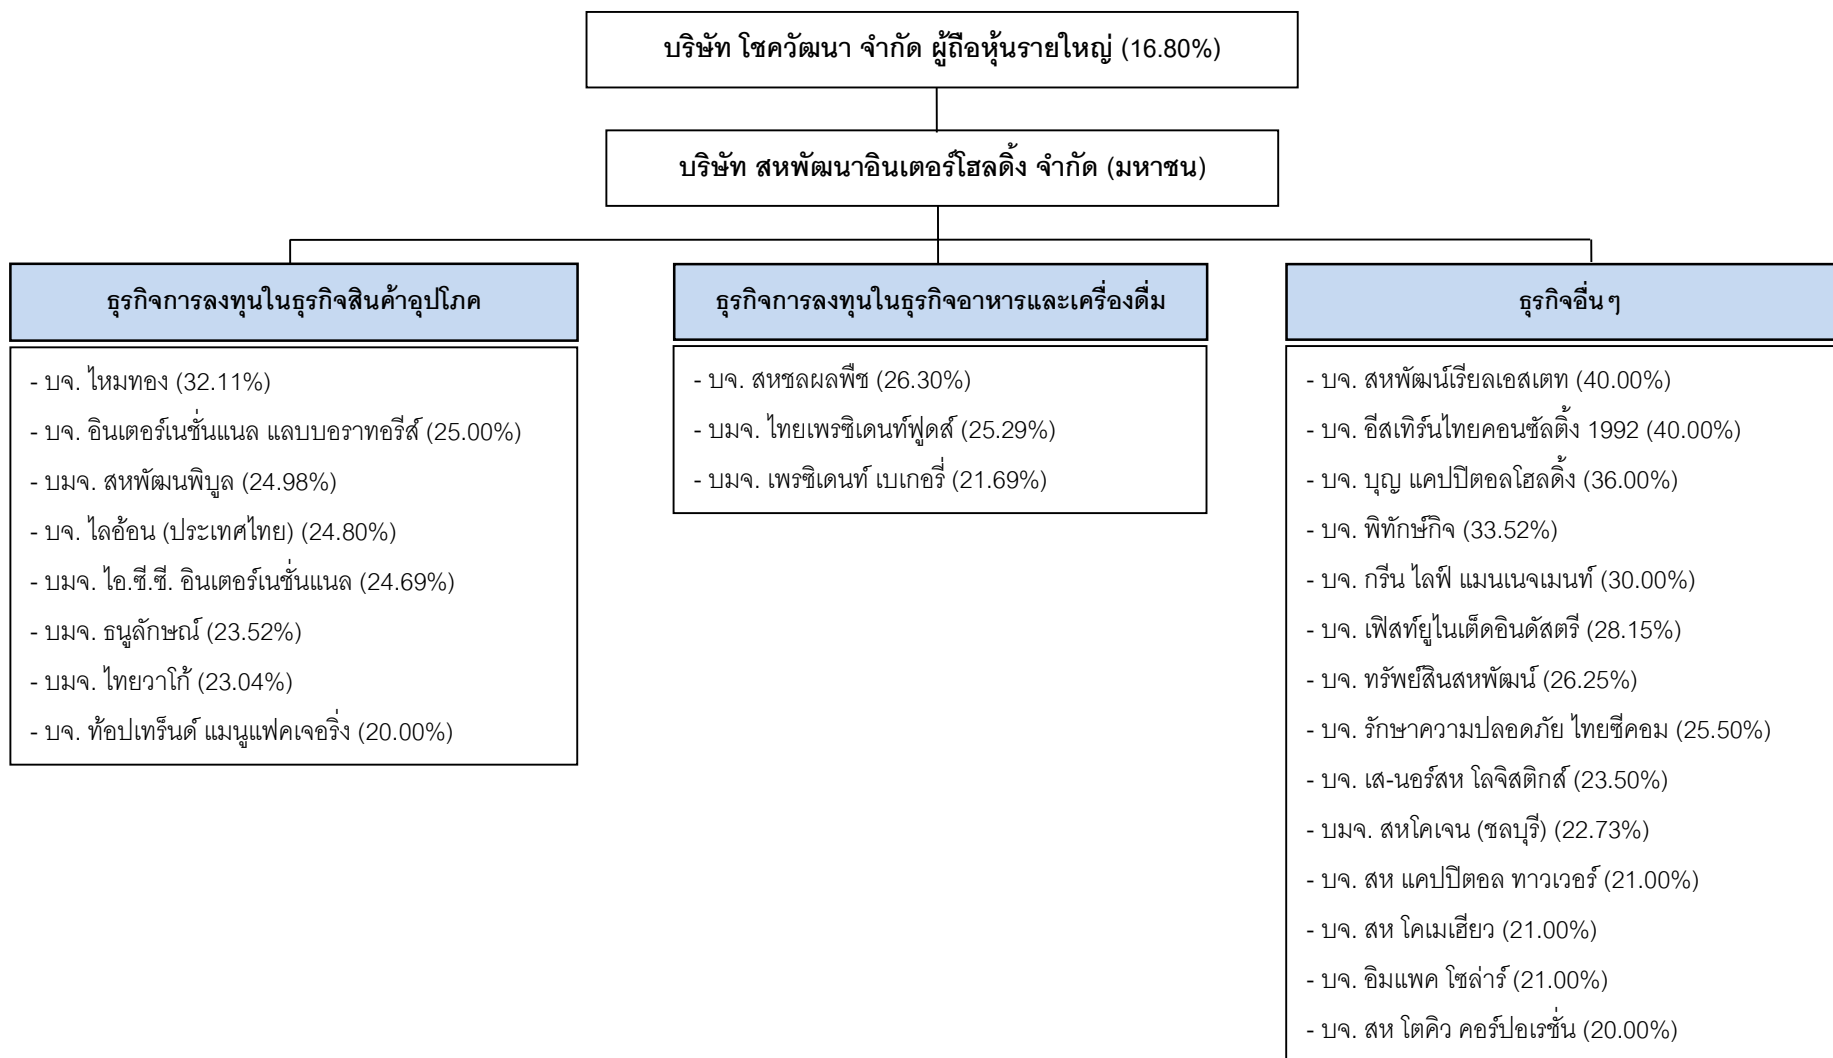 บริษัท โชควัฒนา จำกัด ผู้ถือหุ้นรายใหญ่ (16.80%)
บริษัท สหพัฒนาอินเตอร์โฮลดิ้ง จำกัด (มหาชน)
ธุรกิจการลงทุนในธุรกิจสินค้าอุปโภค
- บจ. ไหมทอง (32.11%)
- บจ. อินเตอร์เนชั่นแนล แลบบอราทอรีส์ (25.00%)
- บมจ. สหพัฒนพิบูล (24.98%)
- บจ. ไลอ้อน (ประเทศไทย) (24.80%)
- บมจ. ไอ.ซี.ซี. อินเตอร์เนชั่นแนล (24.69%)
- บมจ. ธนูลักษณ์ (23.52%)
- บมจ. ไทยวาโก้ (23.04%)
- บจ. ท้อปเทร็นด์ แมนูแฟคเจอริ่ง (20.00%)
ธุรกิจการลงทุนในธุรกิจอาหารและเครื่องดื่ม
- บจ. สหชลผลพืช (26.30%)
- บมจ. ไทยเพรซิเดนท์ฟูดส์ (25.29%)
- บมจ. เพรซิเดนท์ เบเกอรี่ (21.69%)
ธุรกิจอื่นๆ
- บจ. สหพัฒน์เรียลเอสเตท (40.00%)
- บจ. อีสเทิร์นไทยคอนซัลติ้ง 1992 (40.00%)
- บจ. บุญ แคปปิตอลโฮลดิ้ง (36.00%)
- บจ. พิทักษ์กิจ (33.52%)
- บจ. กรีน ไลฟ์ แมนเนจเมนท์ (30.00%)
- บจ. เฟิสท์ยูไนเต็ดอินดัสตรี (28.15%)
- บจ. ทรัพย์สินสหพัฒน์ (26.25%)
- บจ. รักษาความปลอดภัย ไทยซีคอม (25.50%)
- บจ. เส-นอร์สห โลจิสติกส์ (23.50%)
- บมจ. สหโคเจน (ชลบุรี) (22.73%)
- บจ. สห แคปปิตอล ทาวเวอร์ (21.00%)
- บจ. สห โคเมเฮียว (21.00%)
- บจ. อิมแพค โซล่าร์ (21.00%)
- บจ. สห โตคิว คอร์ปอเรชั่น (20.00%)